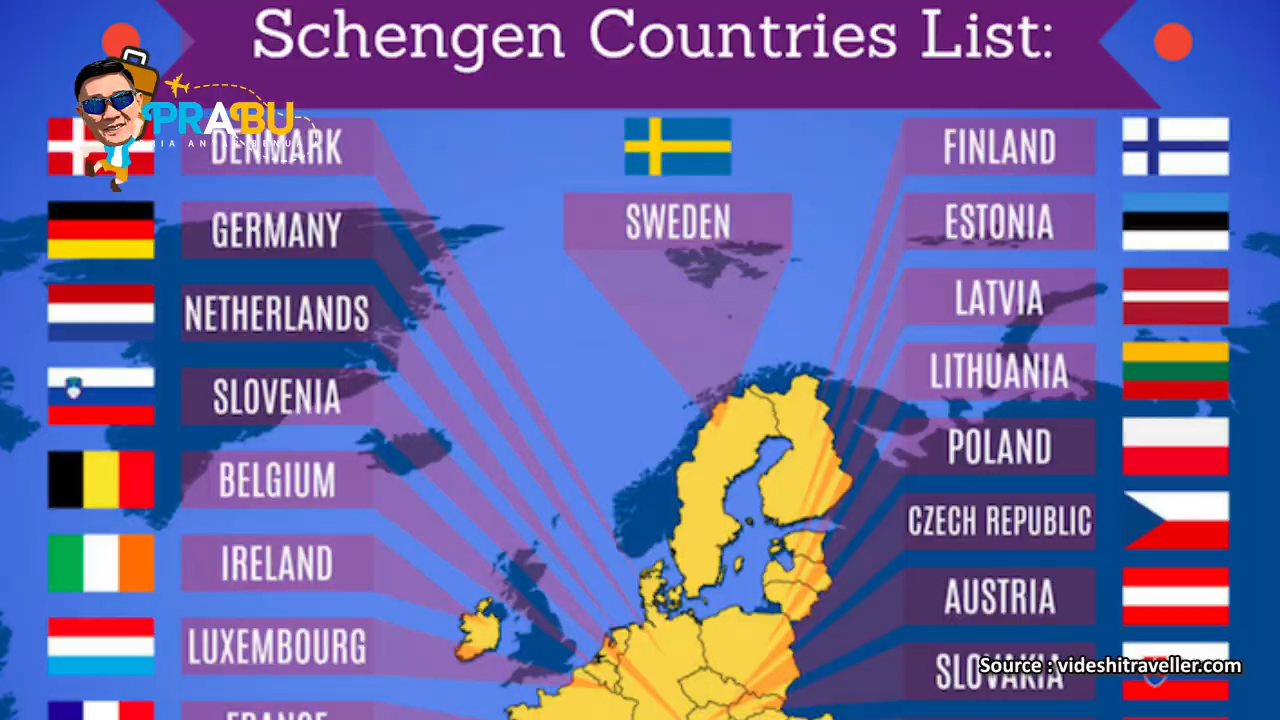 Schengen Countries List:
PRABU
DENMARK
GERMANY
NETHERLANDS
SLOVENIA
BELGIUM
IRELAND
LUXEMBOURG
FRANCE
SWEDEN
FINLAND
ESTONIA
LATVIA
LITHUANIA
POLAND
CZECH REPUBLIC
AUSTRIA
SLOVAKIA
Source : videshitraveller.com